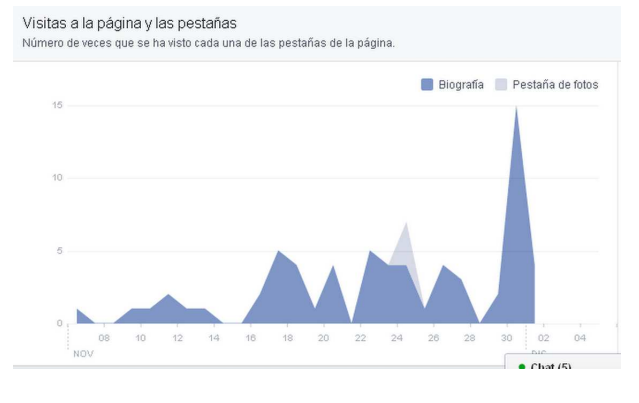 Visitas a la página y las pestañas
Número de veces que se ha visto cada una de las pestañas de la página.
Biografía Pestaña de fotos
15
10
5
0
08 10 12 14 16 18 20 22 24 26 28 30 02 04
NOV DIC
Chat (5)